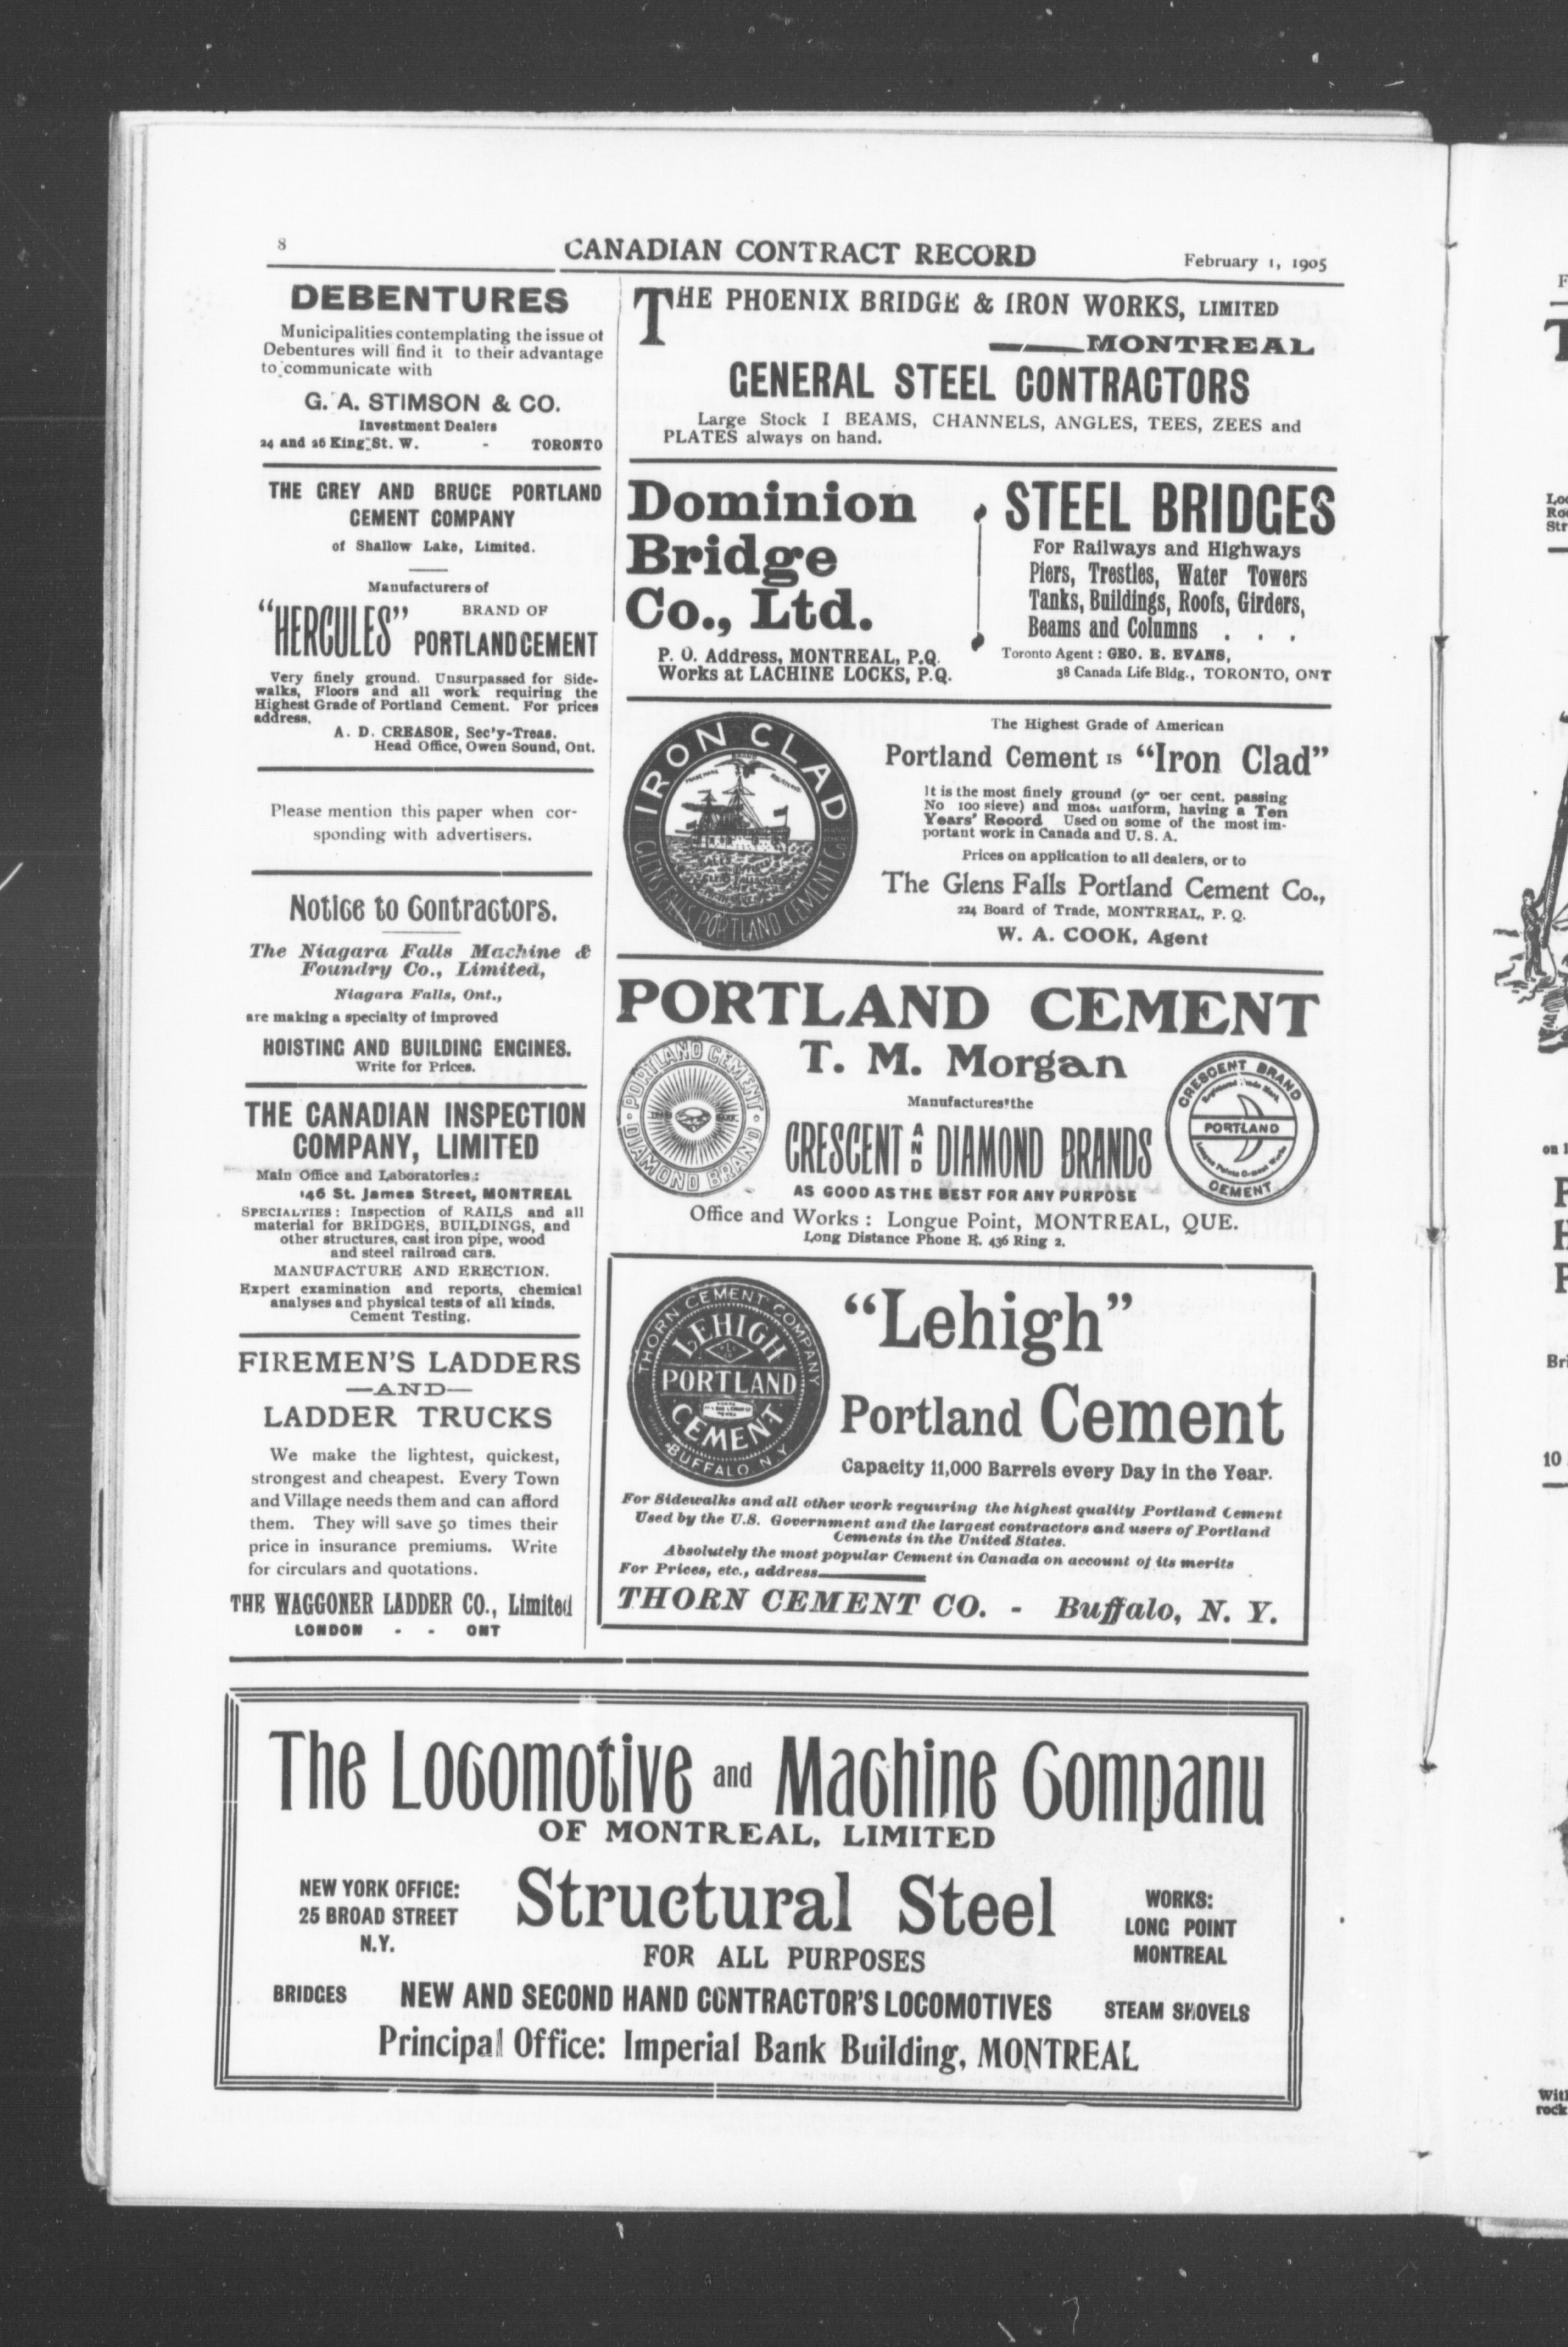 8
CANADIAN CONTRACT RECORD
February 1, 1905
DEBENTURES
Municipalities contemplating the issue of
Debentures will find it to their advantage
to communicate with
G. A. STIMSON & CO.
Investment Dealers
24 and 26 King St. W. - TORONTO
THE GREY AND BRUCE PORTLAND
CEMENT COMPANY
of Shallow Lake, Limited.
Manufacturers of
"HERCULES" BRAND OF
PORTLAND CEMENT
Very finely ground. Unsurpassed for Side-
walks, Floors and all work requiring the
Highest Grade of Portland Cement. For prices
address,
A. D. CREASOR, Sec'y-Treas.
Head Office, Owen Sound, Ont.
Please mention this paper when cor-
sponding with advertisers.
Notice to Contractors.
The Niagara Falls Machine &
Foundry Co., Limited,
Niagara Falls, Ont.,
are making a specialty of improved
HOISTING AND BUILDING ENGINES.
Write for Prices.
THE CANADIAN INSPECTION
COMPANY, LIMITED
Main Office and Laboratories:
146 St. James Street, MONTREAL
SPECIALTIES: Inspection of RAILS and all
material for BRIDGES, BUILDINGS, and
other structures, cast iron pipe, wood
and steel railroad cars.
MANUFACTURE AND ERECTION.
Expert examination and reports, chemical
analyses and physical tests of all kinds.
Cement Testing.
FIREMEN'S LADDERS
—AND—
LADDER TRUCKS
We make the lightest, quickest,
strongest and cheapest. Every Town
and Village needs them and can afford
them. They will save 50 times their
price in insurance premiums. Write
for circulars and quotations.
THE WAGGONER LADDER CO., Limited
LONDON - - ONT
THE PHOENIX BRIDGE & IRON WORKS, LIMITED
MONTREAL
GENERAL STEEL CONTRACTORS
Large Stock I BEAMS, CHANNELS, ANGLES, TEES, ZEES and
PLATES always on hand.
Dominion
Bridge
Co., Ltd.
P. O. Address, MONTREAL, P.Q.
Works at LACHINE LOCKS, P.Q.
STEEL BRIDGES
For Railways and Highways
Piers, Trestles, Water Towers
Tanks, Buildings, Roofs, Girders,
Beams and Columns . . .
Toronto Agent: GEO. E. EVANS,
38 Canada Life Bldg., TORONTO, ONT
IRON CLAD
GLENS FALLS PORTLAND CEMENT CO.
The Highest Grade of American
Portland Cement IS "Iron Clad"
It is the most finely ground per cent. passing
No 100 sieve) and most uniform, having a Ten
Years' Record Used on some of the most im-
portant work in Canada and U. S. A.
Prices on application to all dealers, or to
The Glens Falls Portland Cement Co.,
224 Board of Trade, MONTREAL, P. Q.
W. A. COOK, Agent
PORTLAND CEMENT
T. M. Morgan
Manufactures the
CRESCENT AND DIAMOND BRANDS
AS GOOD AS THE BEST FOR ANY PURPOSE
Office and Works: Longue Point, MONTREAL, QUE.
Long Distance Phone E. 436 Ring 2.
PORTLAND CEMENT
DIAMOND BRAND
CRESCENT BRAND
PORTLAND
CEMENT
THORN CEMENT COMPANY
LEHIGH
PORTLAND
CEMENT
BUFFALO N Y
"Lehigh"
Portland Cement
Capacity 11,000 Barrels every Day in the Year.
For Sidewalks and all other work requiring the highest quality Portland Cement
Used by the U.S. Government and the largest contractors and users of Portland
Cements in the United States.
Absolutely the most popular Cement in Canada on account of its merits
For Prices, etc., address
THORN CEMENT CO. - Buffalo, N. Y.
The Locomotive and Machine Company
OF MONTREAL, LIMITED
NEW YORK OFFICE:
25 BROAD STREET
N.Y.
Structural Steel
FOR ALL PURPOSES
WORKS:
LONG POINT
MONTREAL
BRIDGES NEW AND SECOND HAND CONTRACTOR'S LOCOMOTIVES STEAM SHOVELS
Principal Office: Imperial Bank Building, MONTREAL